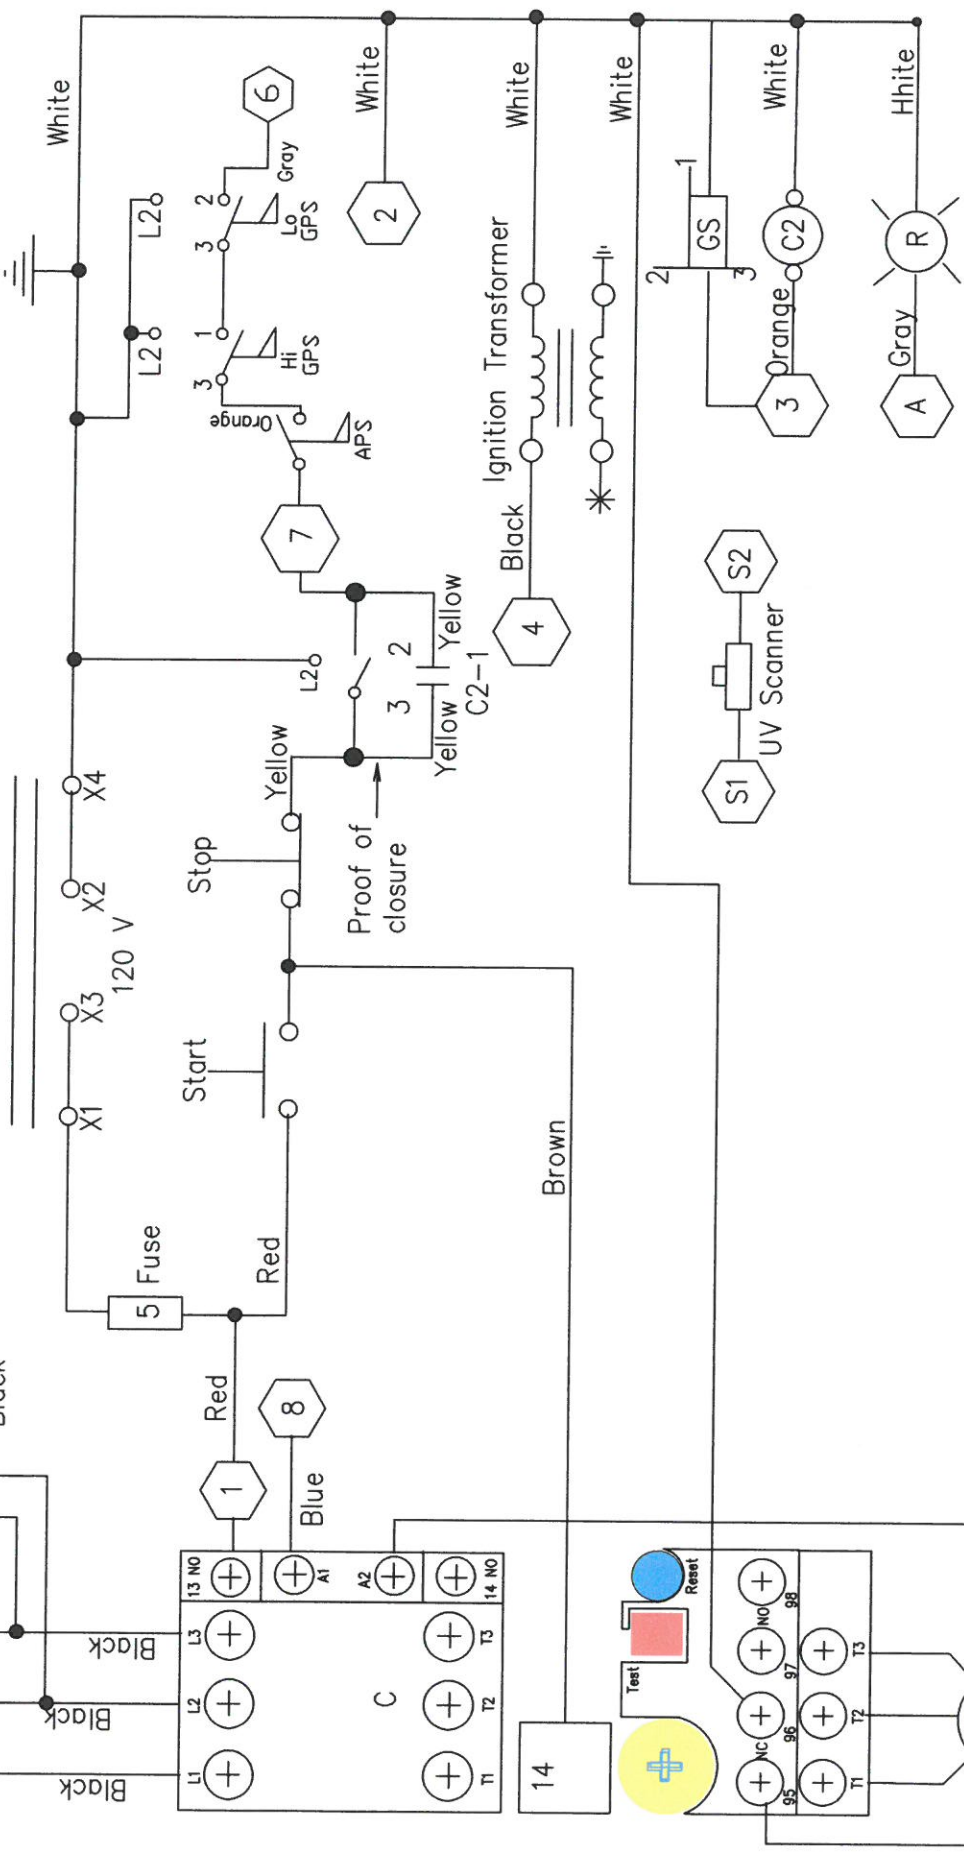 White
6
L2
L2
2
Lo
GPS
3
Gray
1
Hi
GPS
3
Orange
APS
7
White
2
White
Ignition Transformer
Black
4
White
1
GS
2
3
White
C2
Orange
3
Hhite
R
Gray
A
S2
UV Scanner
S1
L2
Yellow
2
3
C2-1
Yellow
Yellow
Proof of
closure
Stop
X4
X2
120 V
X3
X1
Start
Fuse
5
Red
Brown
Red
1
8
Blue
Black
Black
Black
L3
L2
L1
13 NO
A1
A2
14 NO
C
T3
T2
T1
14
Test
Reset
NO
98
97
96
NC
95
T3
T2
T1